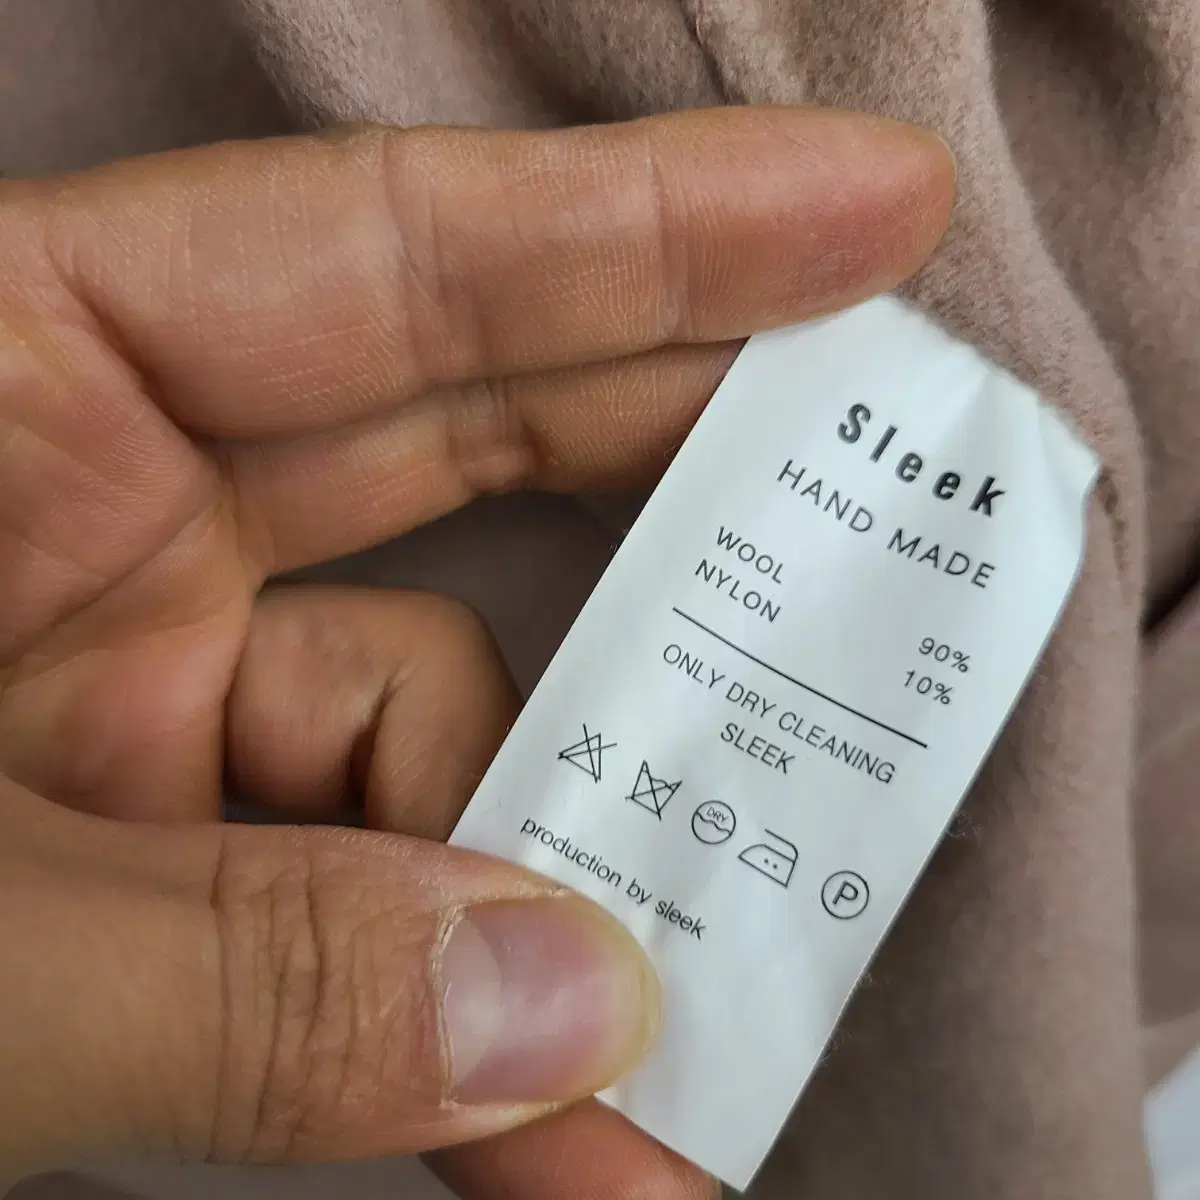 Sleek
HAND MADE
WOOL 90%
NYLON 10%
ONLY DRY CLEANING
SLEEK
DRY
P
production by sleek